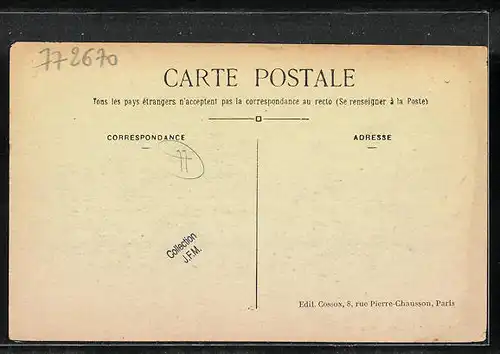 77 2670
CARTE POSTALE
Tous les pays étrangers n'acceptent pas la correspondance au recto (Se renseigner à la Poste)
CORRESPONDANCE
ADRESSE
77
Collection
J.F.M.
Edit. Cosson, 8, rue Pierre-Chausson, Paris